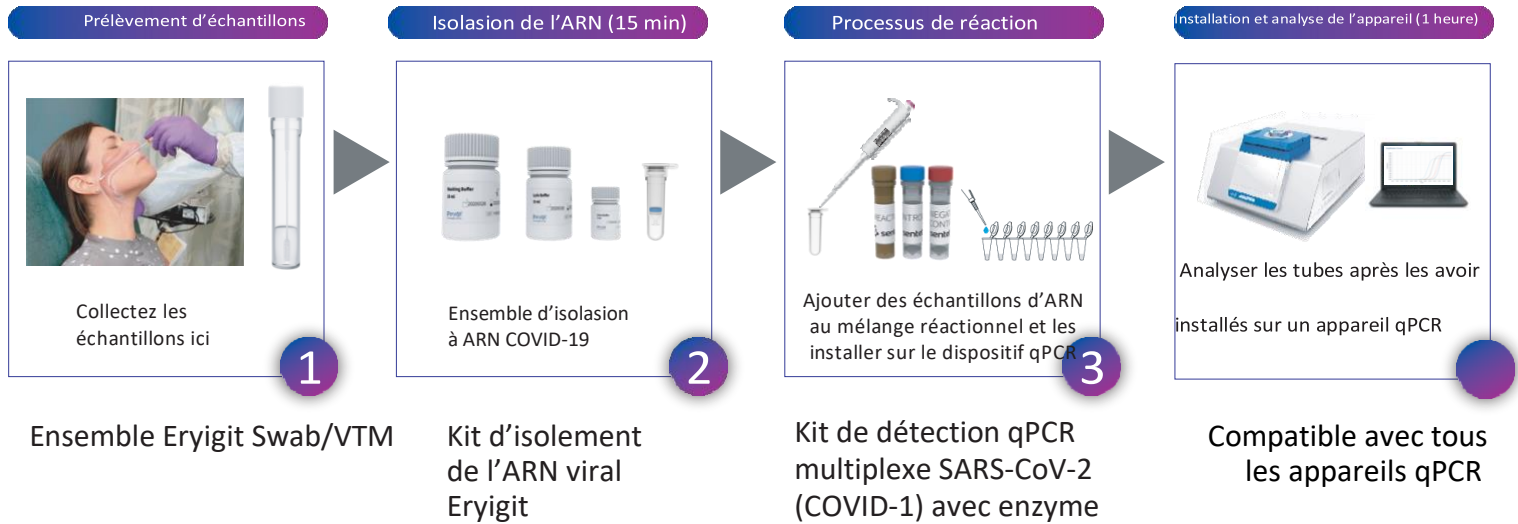 Prélèvement d'échantillons
Isolasion de l'ARN (15 min)
Processus de réaction
Installation et analyse de l'appareil (1 heure)
Collectez les
échantillons ici
1
Ensemble d'isolasion
à ARN COVID-19
2
REACT
NTRO
NEGAT
CONT
Ajouter des échantillons d'ARN
au mélange réactionnel et les
installer sur le dispositif qPCR
3
Analyser les tubes après les avoir
installés sur un appareil qPCR
Ensemble Eryigit Swab/VTM
Kit d'isolement
de l'ARN viral
Eryigit
Kit de détection qPCR
multiplexe SARS-CoV-2
(COVID-1) avec enzyme
Compatible avec tous
les appareils qPCR